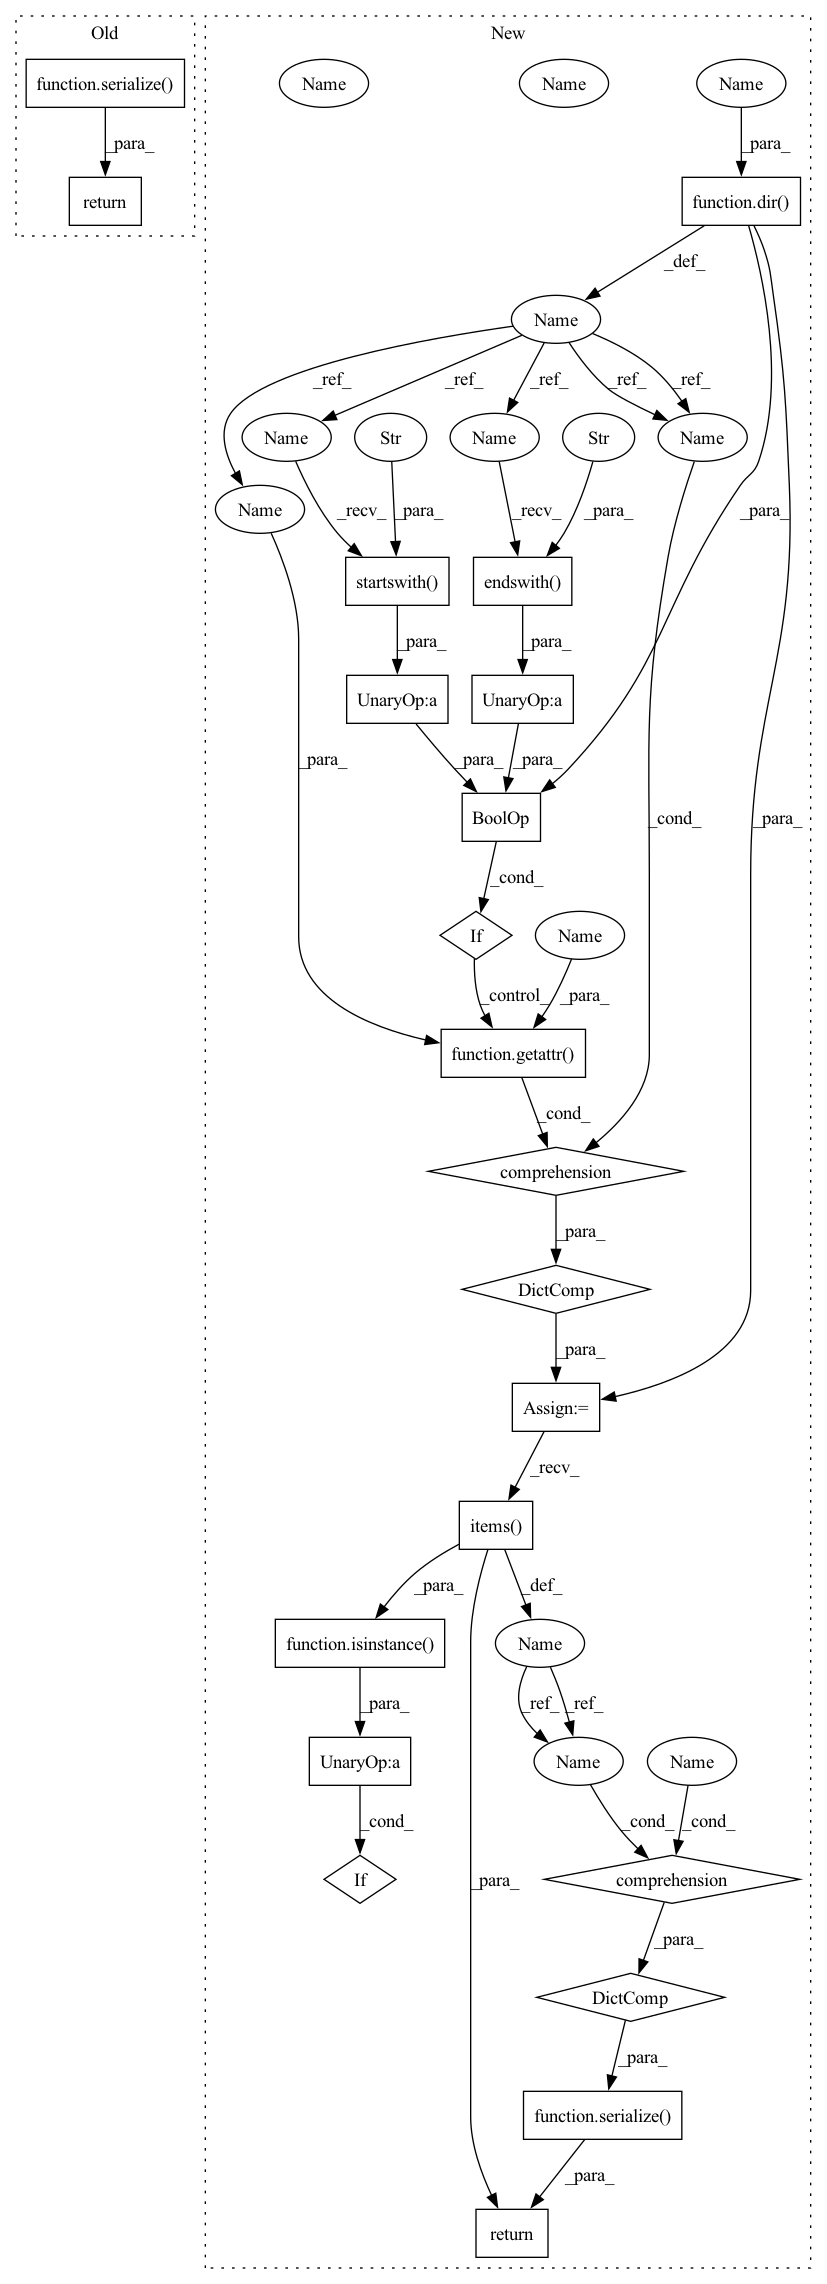 Old
New
function.serialize()
Name
Name
Name
_para_
_para_
return
function.dir()
_def_
Name
_ref_
_ref_
_ref_
_ref_
_ref_
Name
Str
Name
Str
Name
Name
_recv_
_para_
_recv_
_para_
_para_
startswith()
endswith()
_para_
_para_
UnaryOp:a
UnaryOp:a
_para_
_para_
_para_
BoolOp
_cond_
_para_
_cond_
If
Name
_control_
_para_
function.getattr()
_cond_
comprehension
_para_
DictComp
_para_
Assign:=
_recv_
items()
_para_
_def_
function.isinstance()
Name
_para_
_ref_
_ref_
UnaryOp:a
Name
Name
_cond_
_cond_
_cond_
If
_para_
comprehension
_para_
DictComp
_para_
function.serialize()
_para_
return